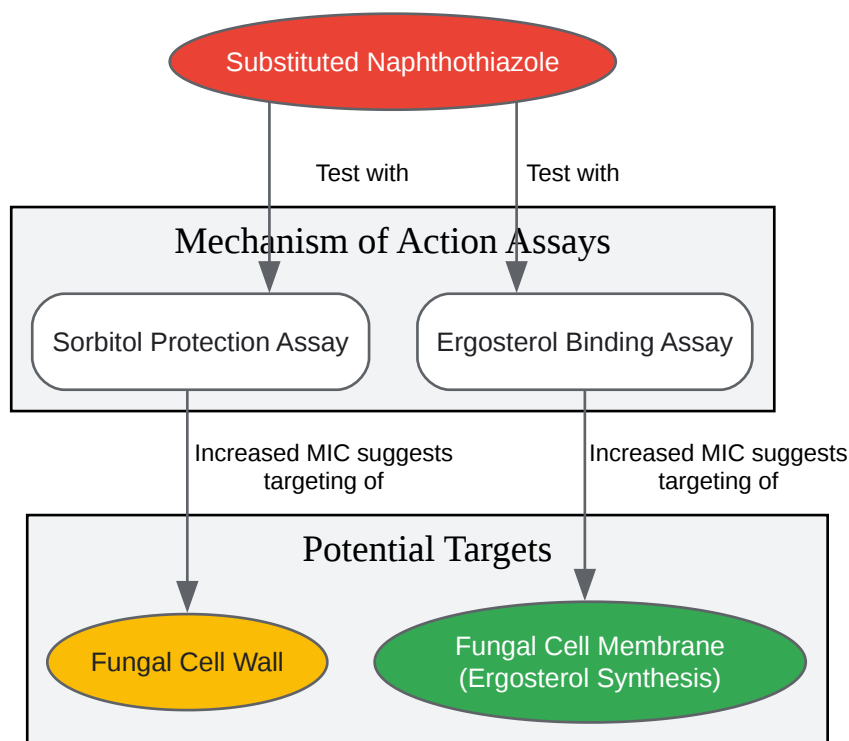 Substituted Naphthothiazole
Test with
Test with
Mechanism of Action Assays
Sorbitol Protection Assay
Ergosterol Binding Assay
Increased MIC suggests
targeting of
Increased MIC suggests
targeting of
Potential Targets
Fungal Cell Wall
Fungal Cell Membrane
(Ergosterol Synthesis)